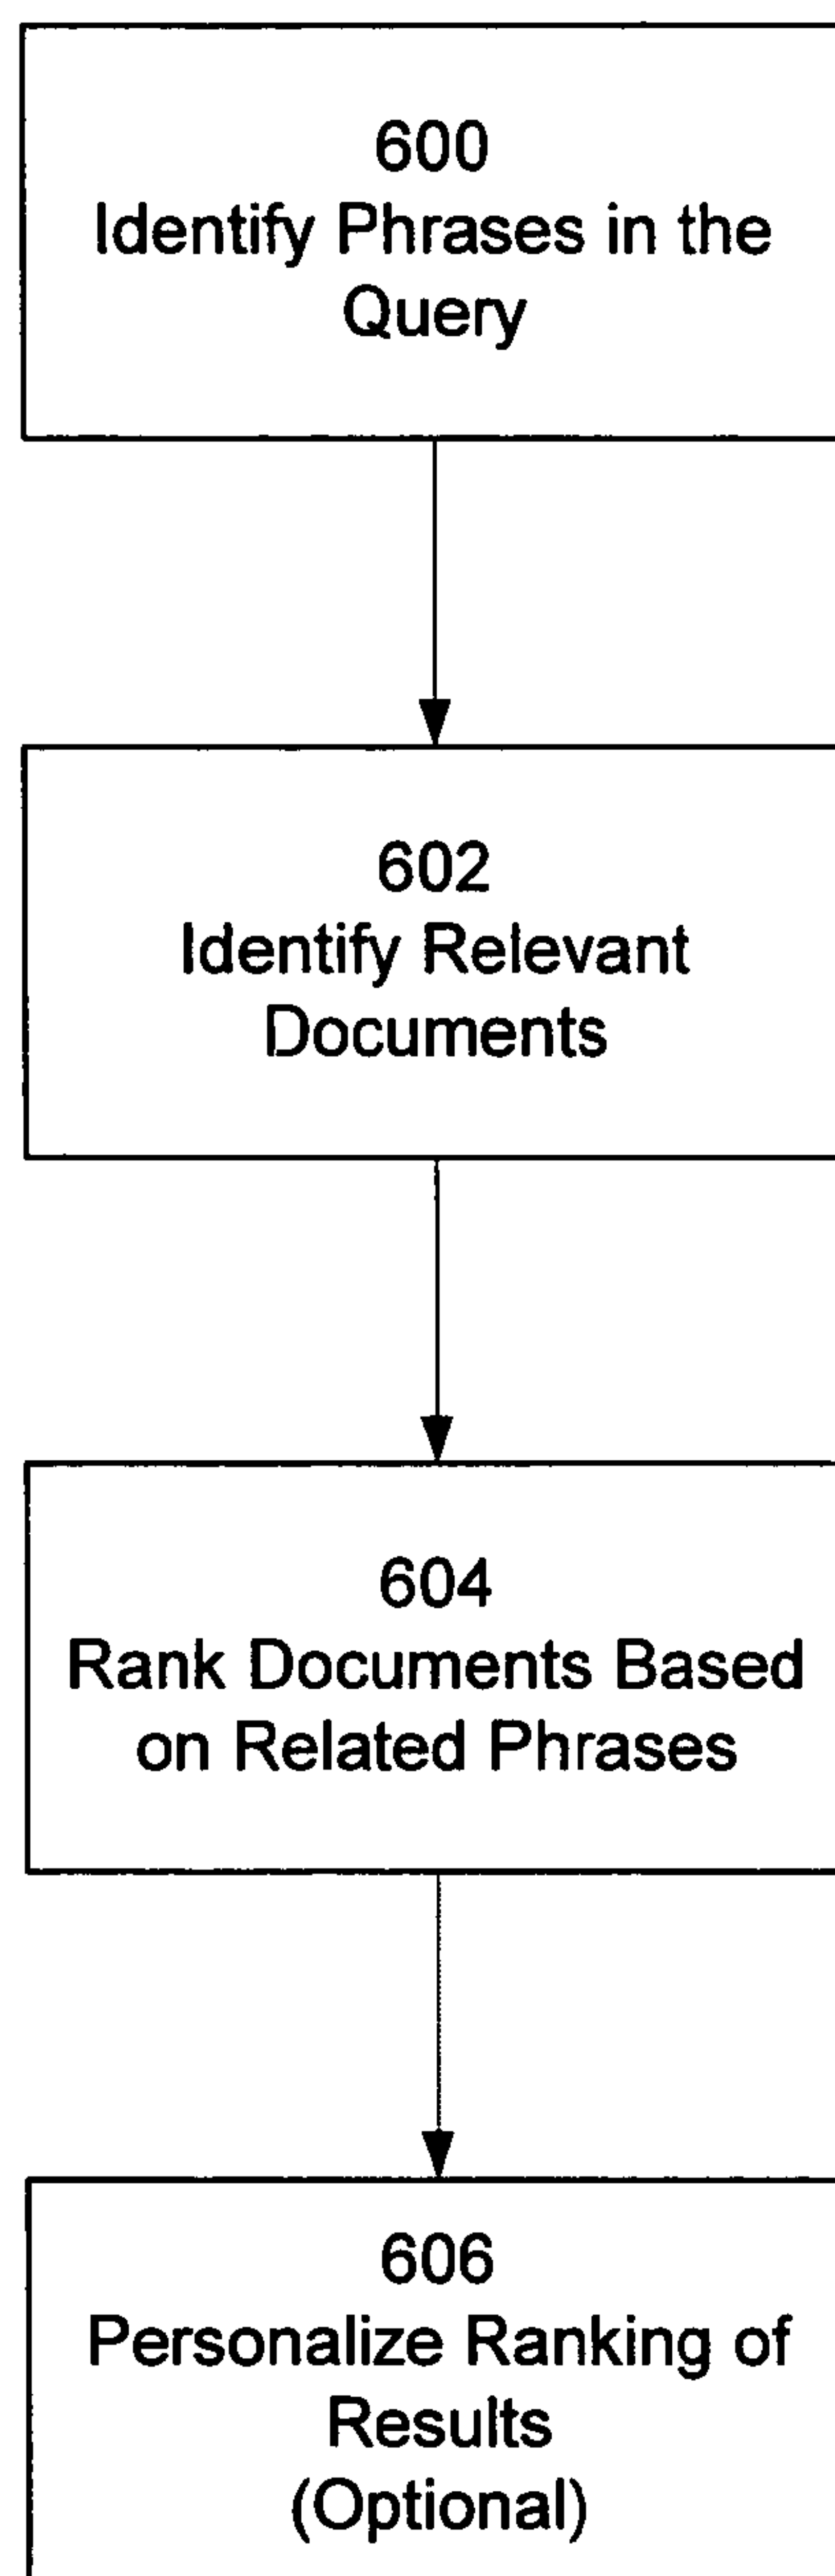 600
Identify Phrases in the
Query
602
Identify Relevant
Documents
604
Rank Documents Based
on Related Phrases
606
Personalize Ranking of
Results
(Optional)